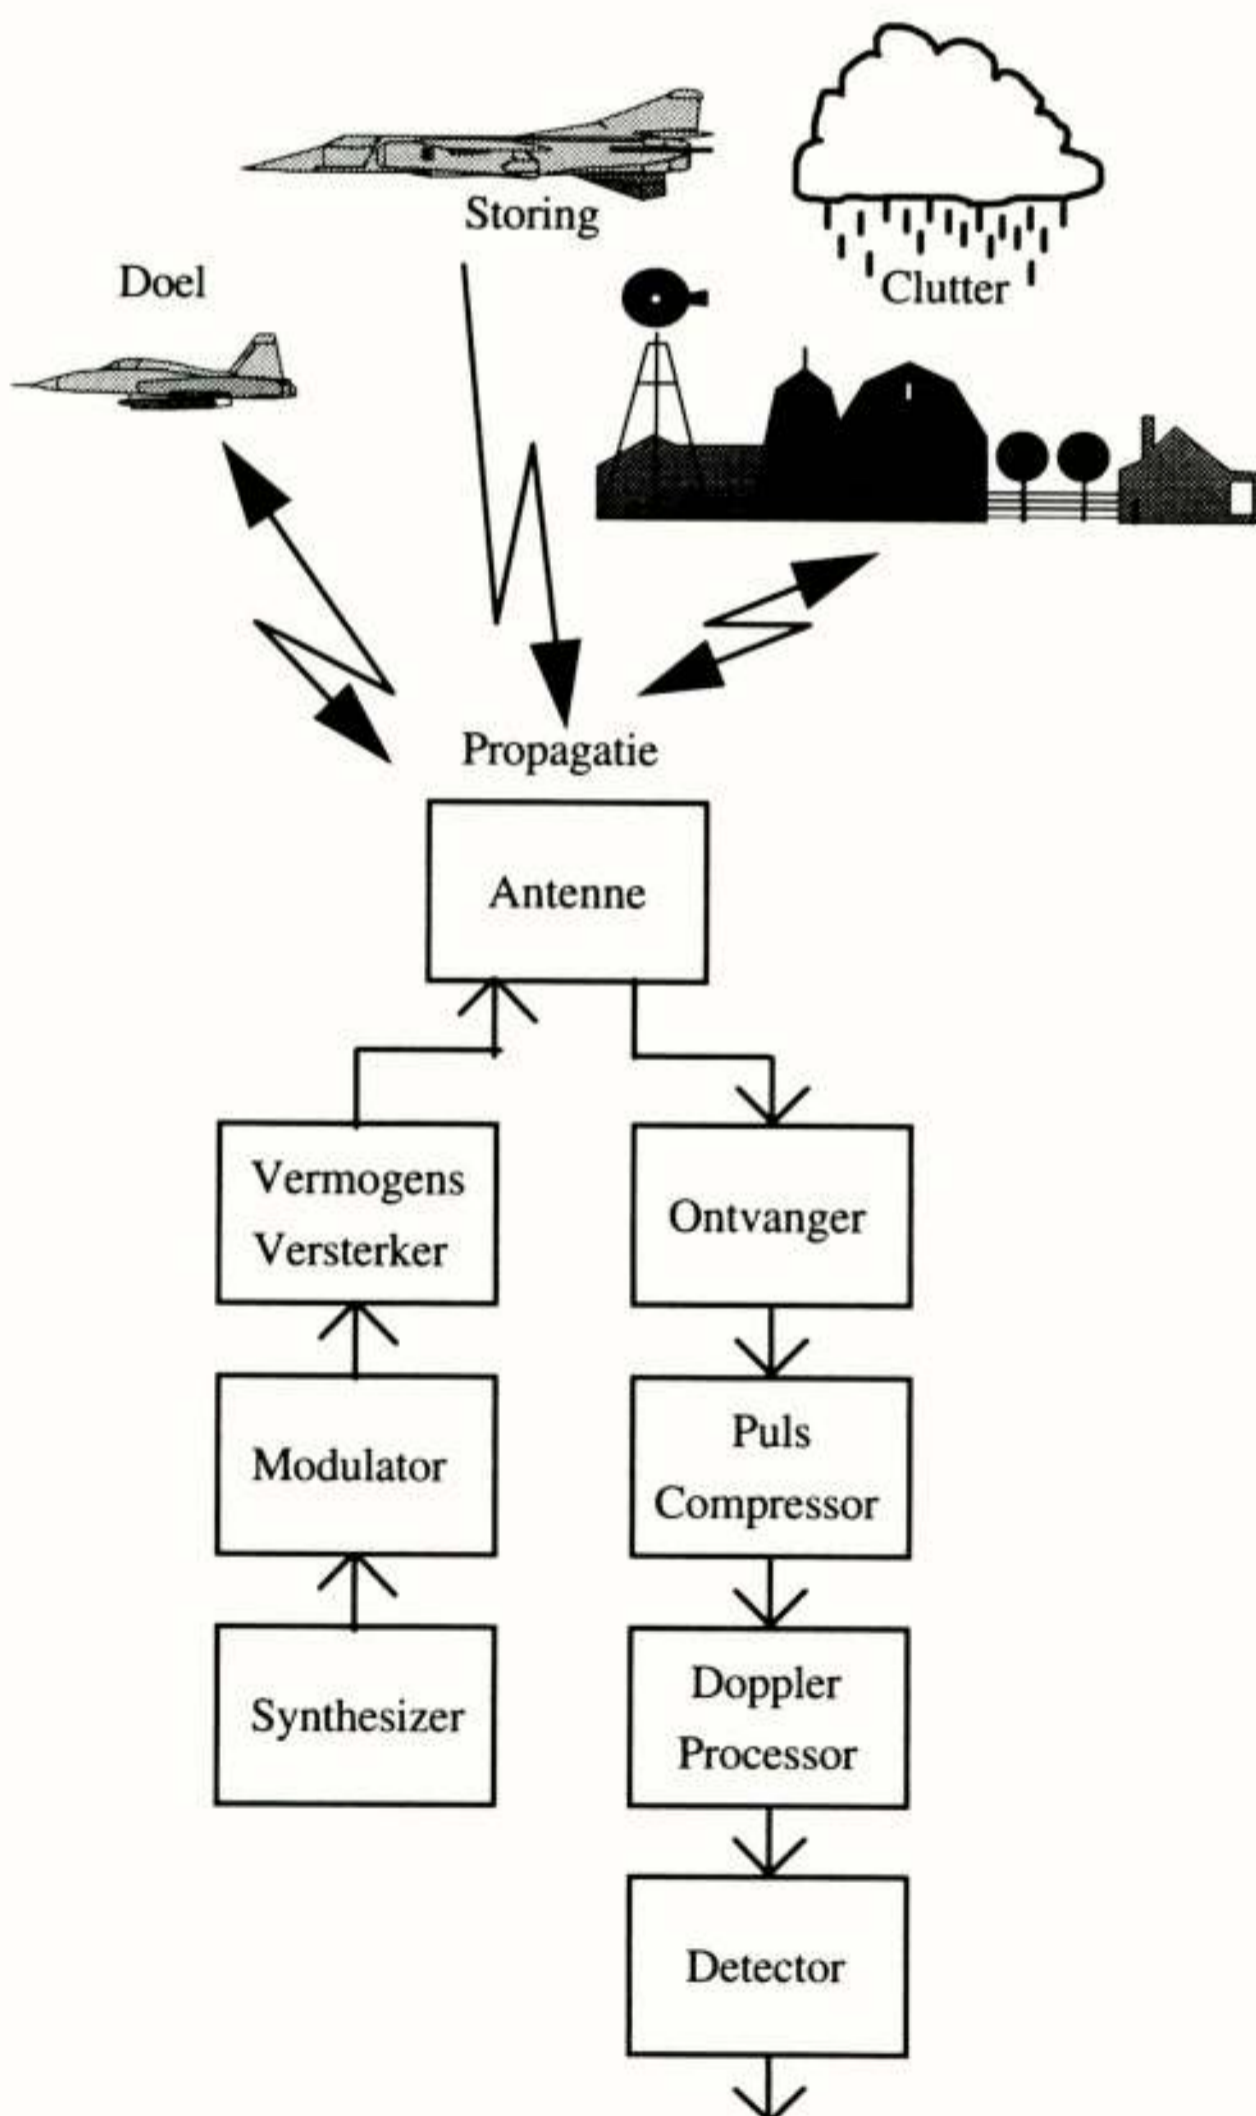 Storing
Doel
Clutter
Propagatie
Antenne
Vermogens
Versterker
Ontvanger
Modulator
Puls
Compressor
Synthesizer
Doppler
Processor
Detector